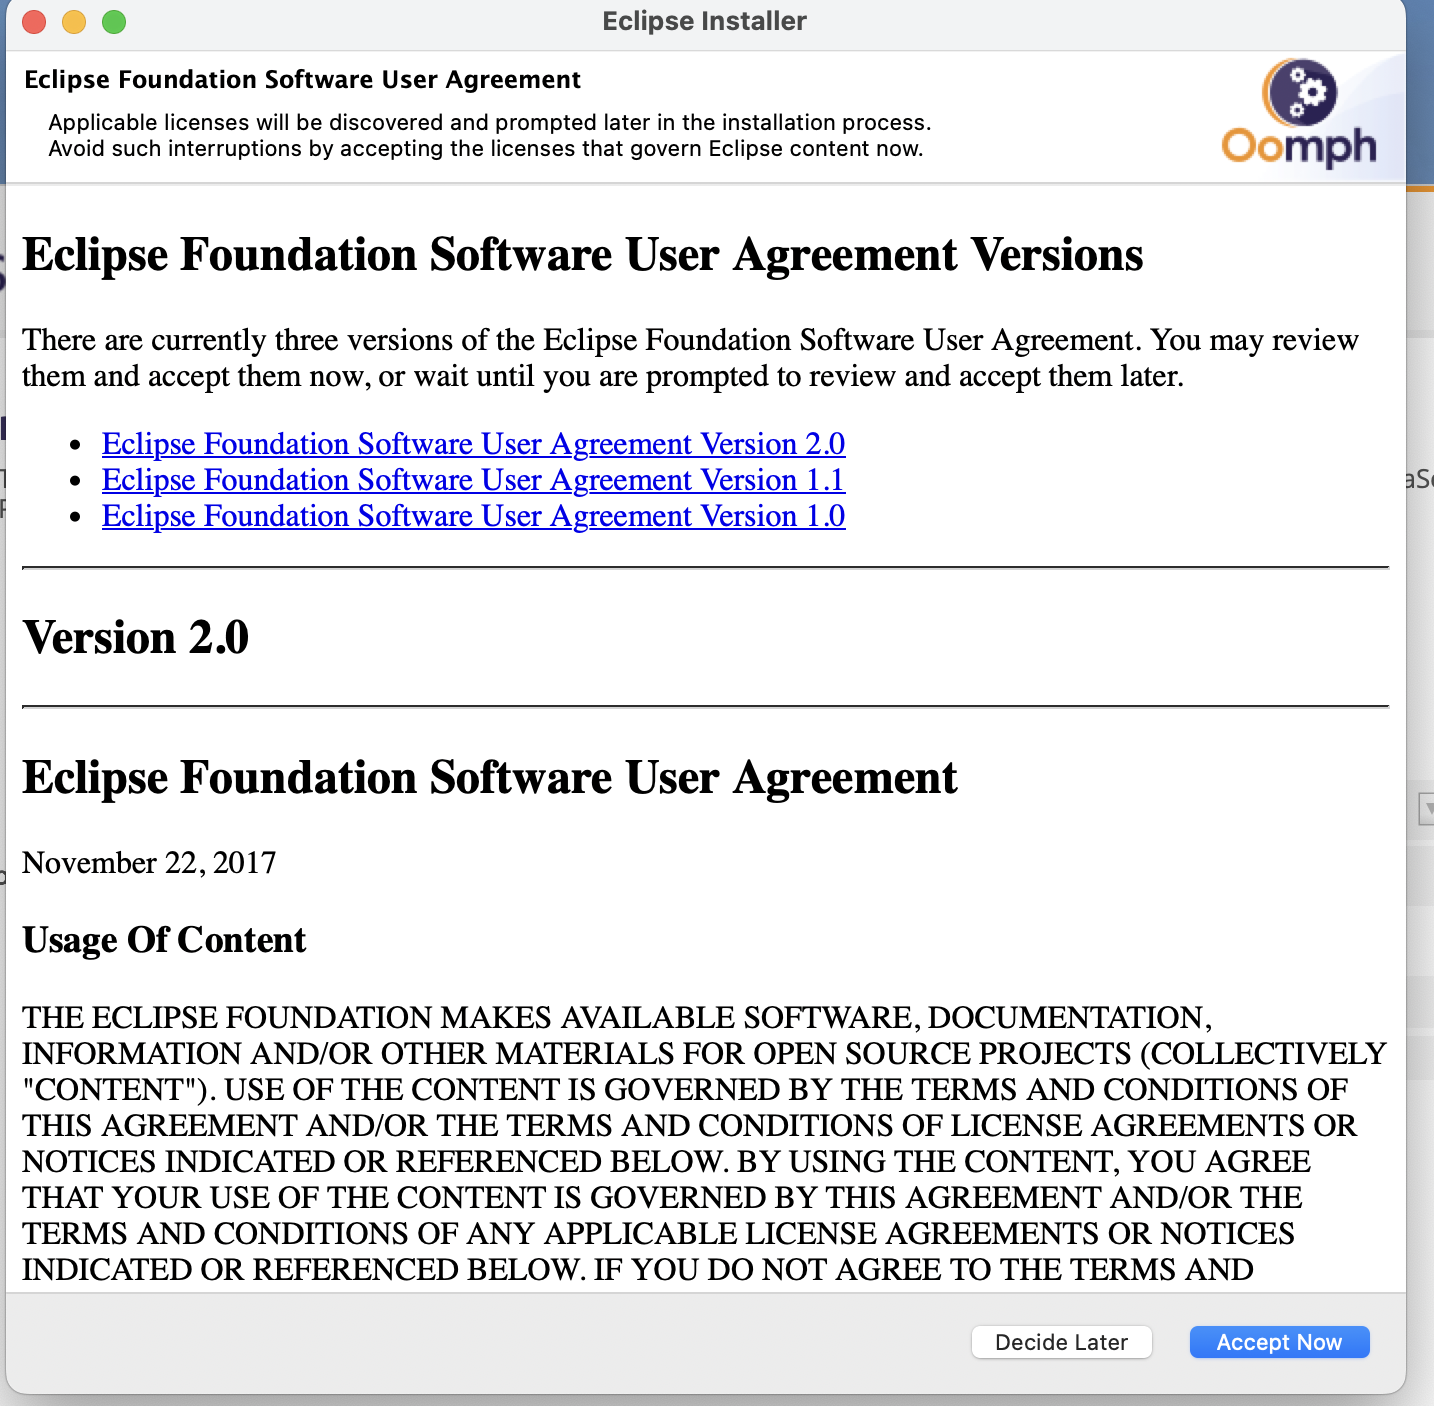 Eclipse Installer
Eclipse Foundation Software User Agreement
Applicable licenses will be discovered and prompted later in the installation process.
Avoid such interruptions by accepting the licenses that govern Eclipse content now.
Oomph
Eclipse Foundation Software User Agreement Versions
There are currently three versions of the Eclipse Foundation Software User Agreement. You may review
them and accept them now, or wait until you are prompted to review and accept them later.
• Eclipse Foundation Software User Agreement Version 2.0
• Eclipse Foundation Software User Agreement Version 1.1
• Eclipse Foundation Software User Agreement Version 1.0
Version 2.0
Eclipse Foundation Software User Agreement
November 22, 2017
Usage Of Content
THE ECLIPSE FOUNDATION MAKES AVAILABLE SOFTWARE, DOCUMENTATION,
INFORMATION AND/OR OTHER MATERIALS FOR OPEN SOURCE PROJECTS (COLLECTIVELY
"CONTENT"). USE OF THE CONTENT IS GOVERNED BY THE TERMS AND CONDITIONS OF
THIS AGREEMENT AND/OR THE TERMS AND CONDITIONS OF LICENSE AGREEMENTS OR
NOTICES INDICATED OR REFERENCED BELOW. BY USING THE CONTENT, YOU AGREE
THAT YOUR USE OF THE CONTENT IS GOVERNED BY THIS AGREEMENT AND/OR THE
TERMS AND CONDITIONS OF ANY APPLICABLE LICENSE AGREEMENTS OR NOTICES
INDICATED OR REFERENCED BELOW. IF YOU DO NOT AGREE TO THE TERMS AND
Decide Later
Accept Now